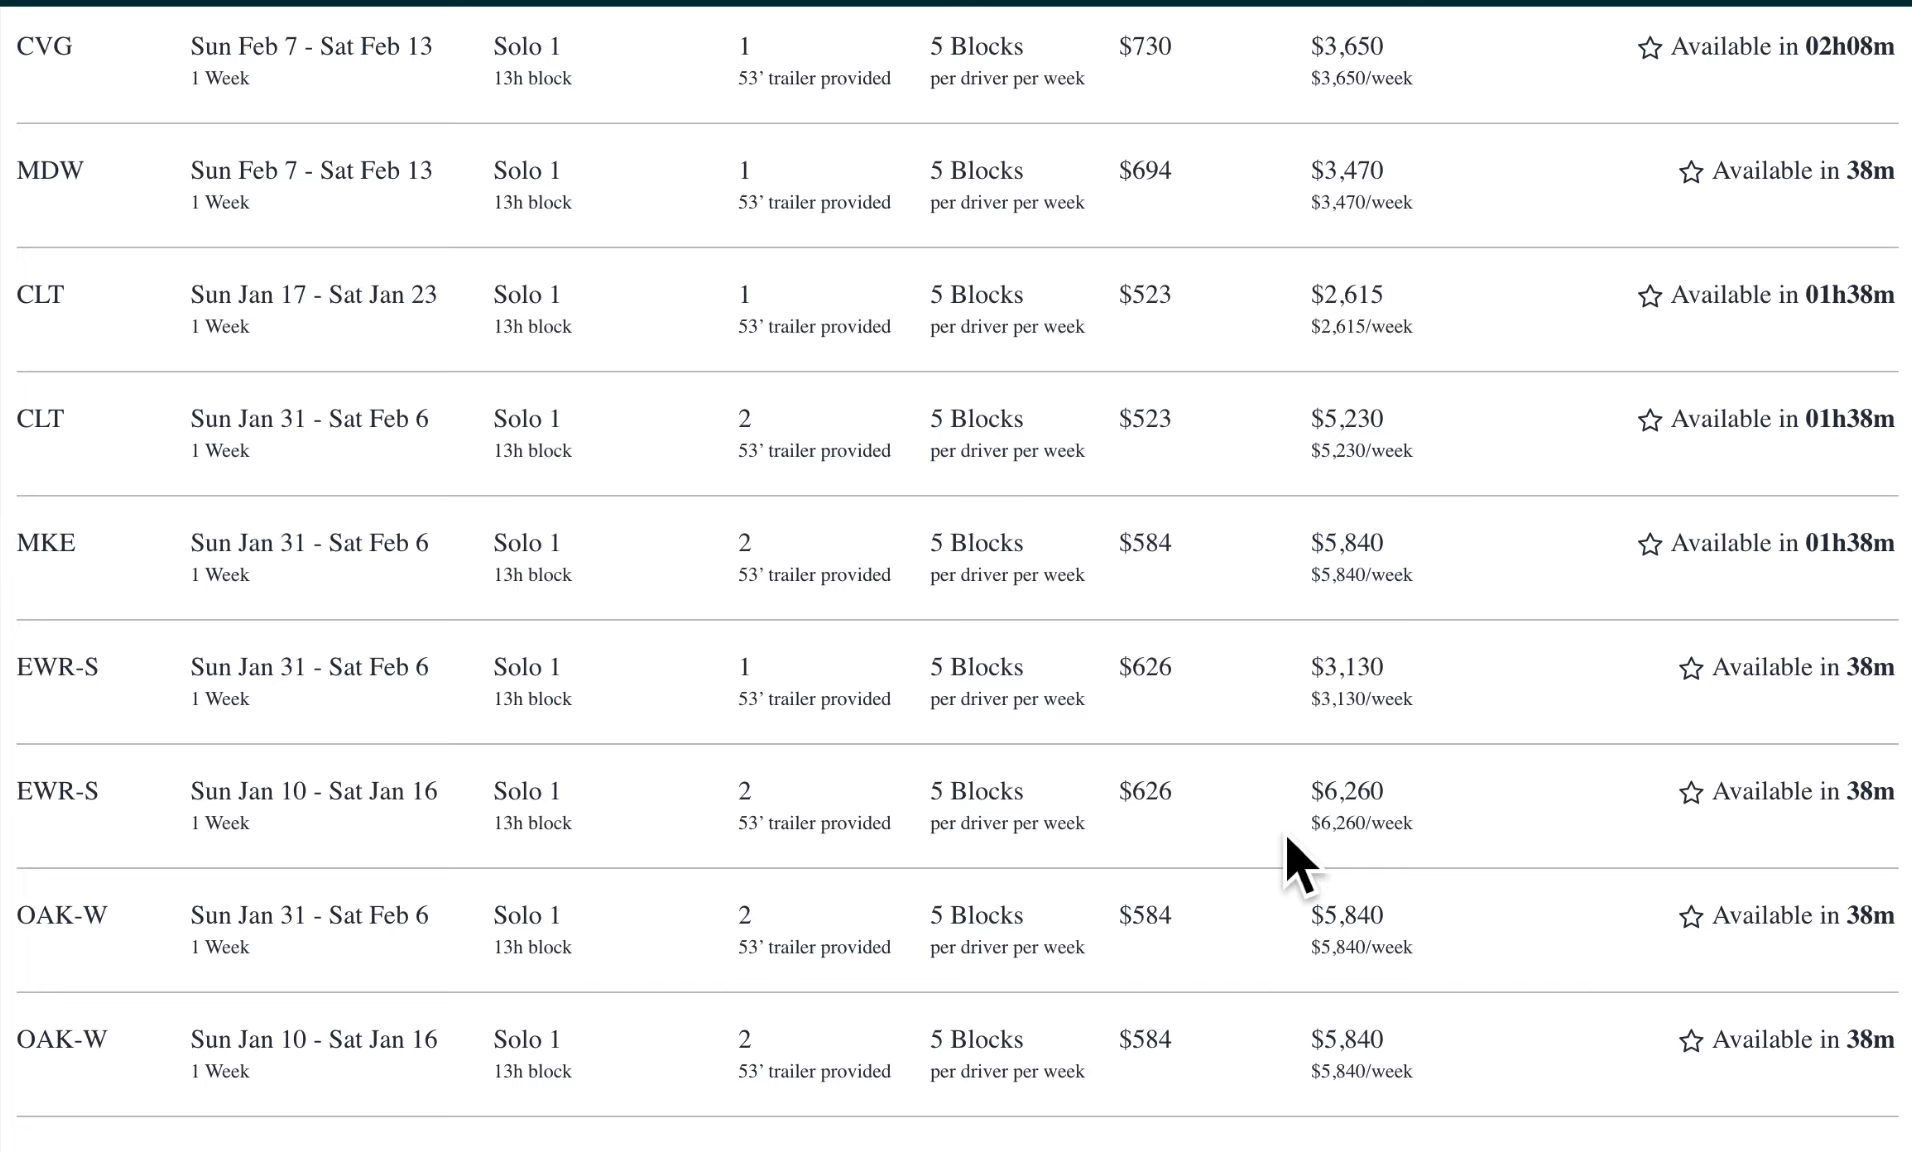 CVG Sun Feb 7 - Sat Feb 13 Solo 1 1 5 Blocks $730 $3,650 Available in 02h08m
1 Week 13h block 53’ trailer provided per driver per week $3,650/week
MDW Sun Feb 7 - Sat Feb 13 Solo 1 1 5 Blocks $694 $3,470 Available in 38m
1 Week 13h block 53’ trailer provided per driver per week $3,470/week
CLT Sun Jan 17 - Sat Jan 23 Solo 1 1 5 Blocks $523 $2,615 Available in 01h38m
1 Week 13h block 53’ trailer provided per driver per week $2,615/week
CLT Sun Jan 31 - Sat Feb 6 Solo 1 2 5 Blocks $523 $5,230 Available in 01h38m
1 Week 13h block 53’ trailer provided per driver per week $5,230/week
MKE Sun Jan 31 - Sat Feb 6 Solo 1 2 5 Blocks $584 $5,840 Available in 01h38m
1 Week 13h block 53’ trailer provided per driver per week $5,840/week
EWR-S Sun Jan 31 - Sat Feb 6 Solo 1 1 5 Blocks $626 $3,130 Available in 38m
1 Week 13h block 53’ trailer provided per driver per week $3,130/week
EWR-S Sun Jan 10 - Sat Jan 16 Solo 1 2 5 Blocks $626 $6,260 Available in 38m
1 Week 13h block 53’ trailer provided per driver per week $6,260/week
OAK-W Sun Jan 31 - Sat Feb 6 Solo 1 2 5 Blocks $584 $5,840 Available in 38m
1 Week 13h block 53’ trailer provided per driver per week $5,840/week
OAK-W Sun Jan 10 - Sat Jan 16 Solo 1 2 5 Blocks $584 $5,840 Available in 38m
1 Week 13h block 53’ trailer provided per driver per week $5,840/week